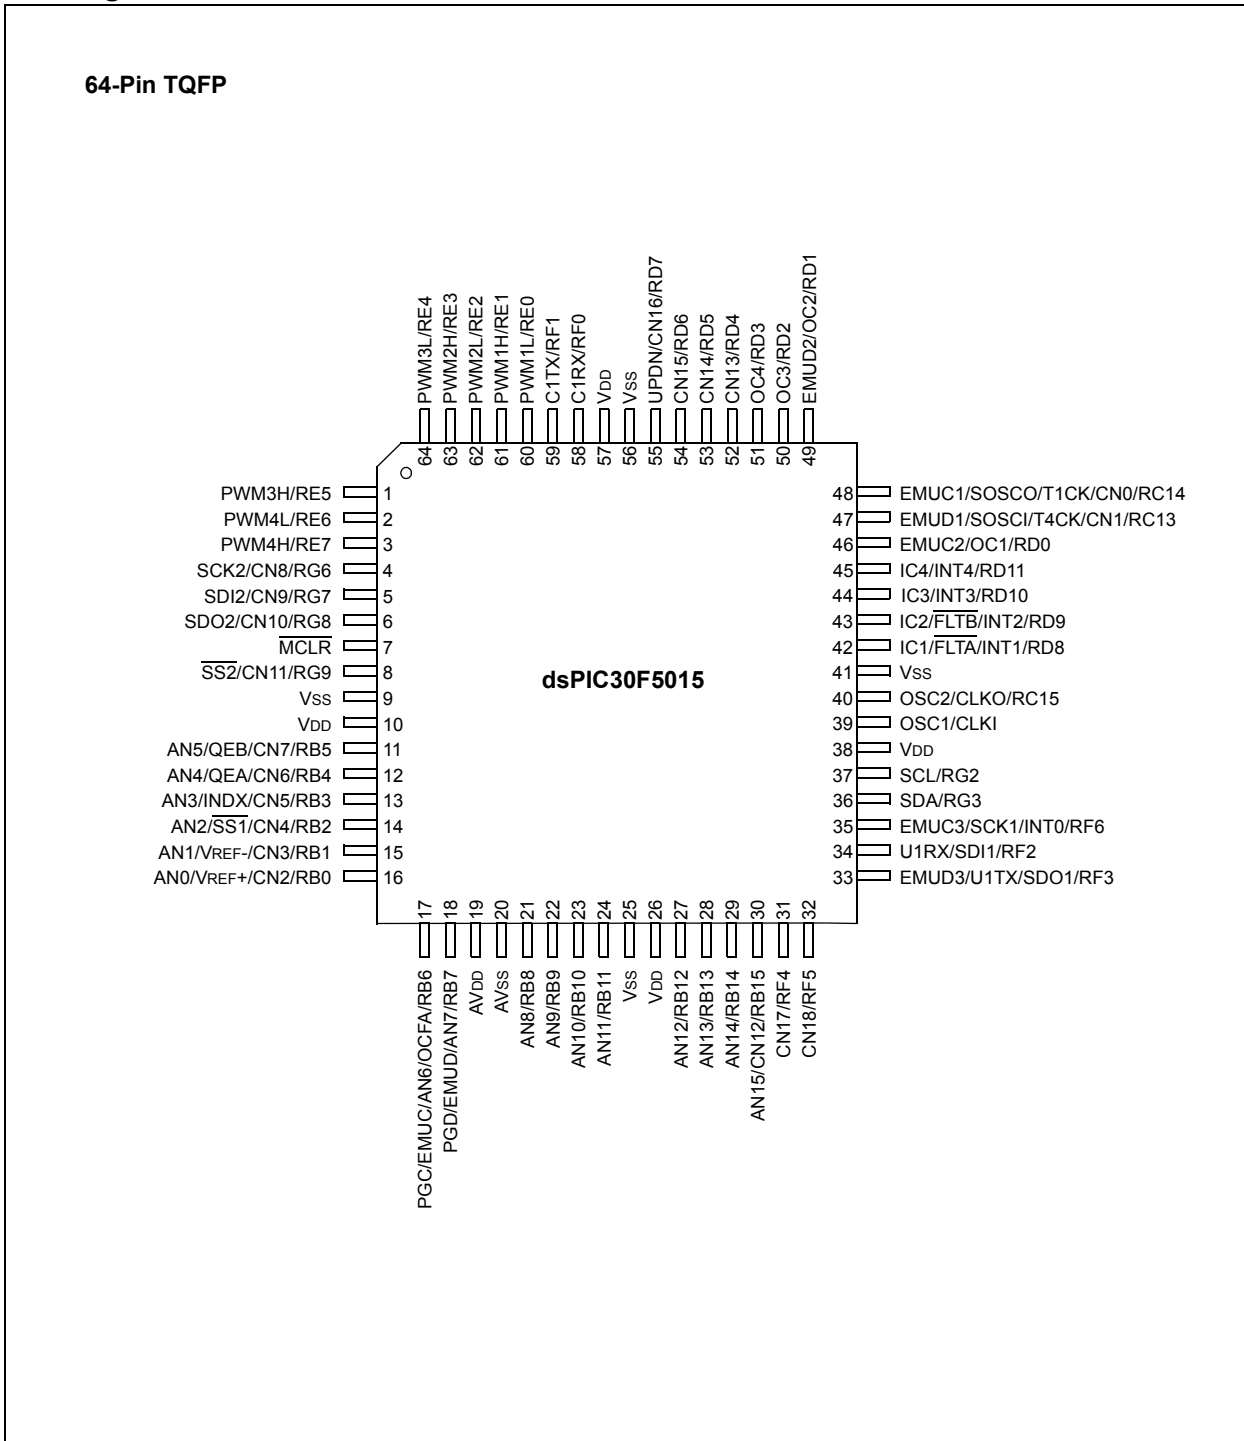 64-Pin TQFP
PWM3L/RE4
PWM2H/RE3
PWM2L/RE2
PWM1H/RE1
PWM1L/RE0
C1TX/RF1
C1RX/RF0
VDD
VSS
UPDN/CN16/RD7
CN15/RD6
CN14/RD5
CN13/RD4
OC4/RD3
OC3/RD2
EMUD2/OC2/RD1
64
63
62
61
60
59
58
57
56
55
54
53
52
51
50
49
PWM3H/RE5 1
PWM4L/RE6 2
PWM4H/RE7 3
SCK2/CN8/RG6 4
SDI2/CN9/RG7 5
SDO2/CN10/RG8 6
MCLR 7
SS2/CN11/RG9 8
VSS 9
VDD 10
AN5/QEB/CN7/RB5 11
AN4/QEA/CN6/RB4 12
AN3/INDX/CN5/RB3 13
AN2/SS1/CN4/RB2 14
AN1/VREF-/CN3/RB1 15
AN0/VREF+/CN2/RB0 16
dsPIC30F5015
48 EMUC1/SOSCO/T1CK/CN0/RC14
47 EMUD1/SOSCI/T4CK/CN1/RC13
46 EMUC2/OC1/RD0
45 IC4/INT4/RD11
44 IC3/INT3/RD10
43 IC2/FLTB/INT2/RD9
42 IC1/FLTA/INT1/RD8
41 VSS
40 OSC2/CLKO/RC15
39 OSC1/CLKI
38 VDD
37 SCL/RG2
36 SDA/RG3
35 EMUC3/SCK1/INT0/RF6
34 U1RX/SDI1/RF2
33 EMUD3/U1TX/SDO1/RF3
17
18
19
20
21
22
23
24
25
26
27
28
29
30
31
32
PGC/EMUC/AN6/OCFA/RB6
PGD/EMUD/AN7/RB7
AVDD
AVSS
AN8/RB8
AN9/RB9
AN10/RB10
AN11/RB11
VSS
VDD
AN12/RB12
AN13/RB13
AN14/RB14
AN15/CN12/RB15
CN17/RF4
CN18/RF5